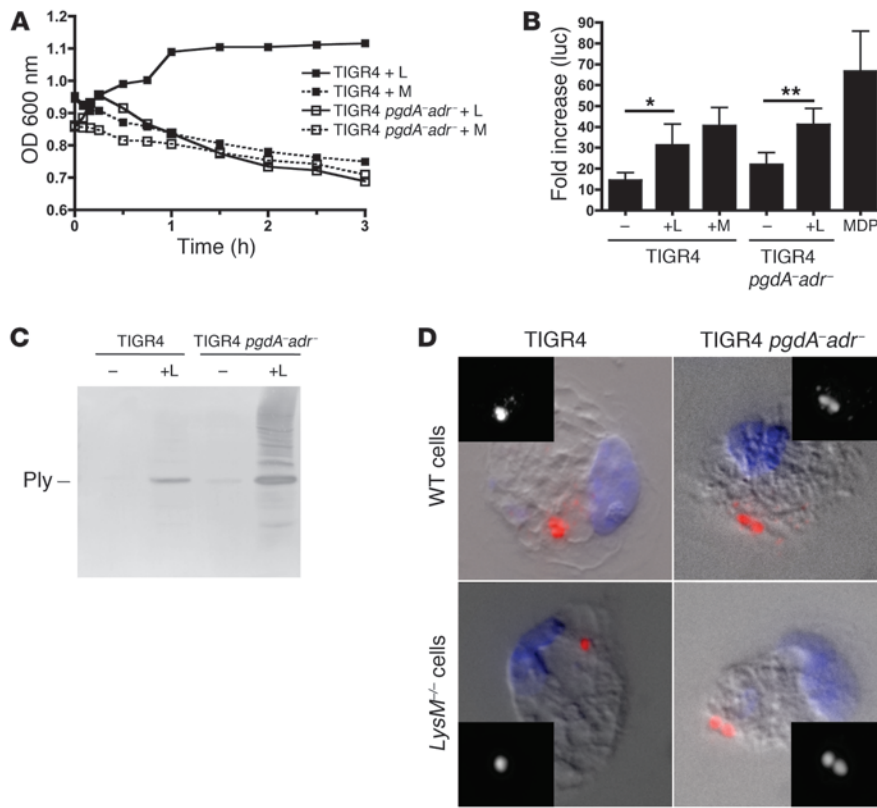 A
OD 600 nm
1.2
1.1
1.0
0.9
0.8
0.7
0.6
0
1
2
3
Time (h)
TIGR4 + L
TIGR4 + M
TIGR4 pgdA⁻adr⁻ + L
TIGR4 pgdA⁻adr⁻ + M
B
Fold increase (luc)
90
80
70
60
50
40
30
20
10
0
*
**
– +L +M – +L MDP
TIGR4 TIGR4
pgdA⁻adr⁻
C
TIGR4 TIGR4 pgdA⁻adr⁻
– +L – +L
Ply –
D
TIGR4 TIGR4 pgdA⁻adr⁻
WT cells
LysM⁻/⁻ cells